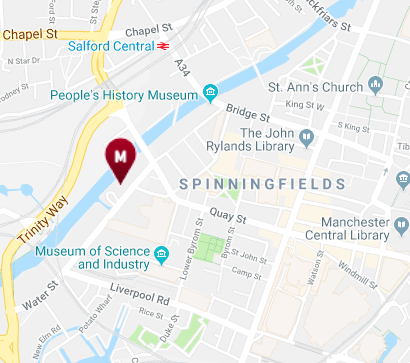 Chapel St
Chapel St
Salford Central
N Star Dr
A34
St. Ann's Church
People's History Museum
King St W
Bridge St
S King St
The John
Rylands Library
M
SPINNINGFIELDS
Trinity Way
Quay St
Manchester
Central Library
Museum of Science
and Industry
Lower Byrom St
Byrom St
St John St
Camp St
Watson St
Windmill St
Water St
Liverpool Rd
Potato Wharf
Rice St
Duke St
New Elm Rd